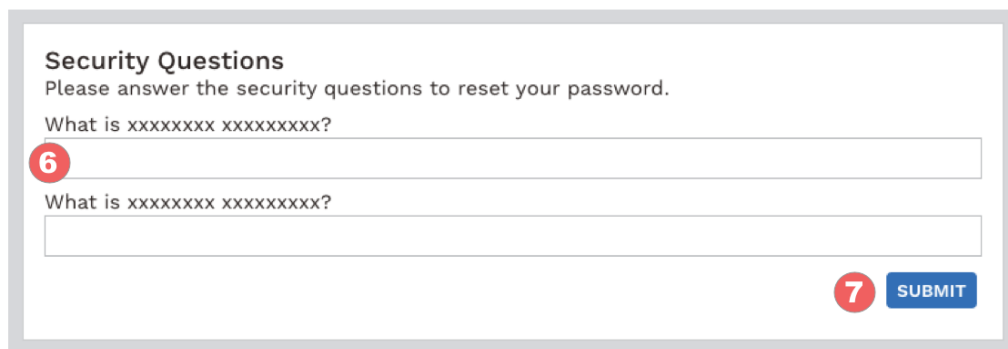 Security Questions
Please answer the security questions to reset your password.
What is xxxxxxxx xxxxxxxxx?
6
What is xxxxxxxx xxxxxxxxx?
7 SUBMIT